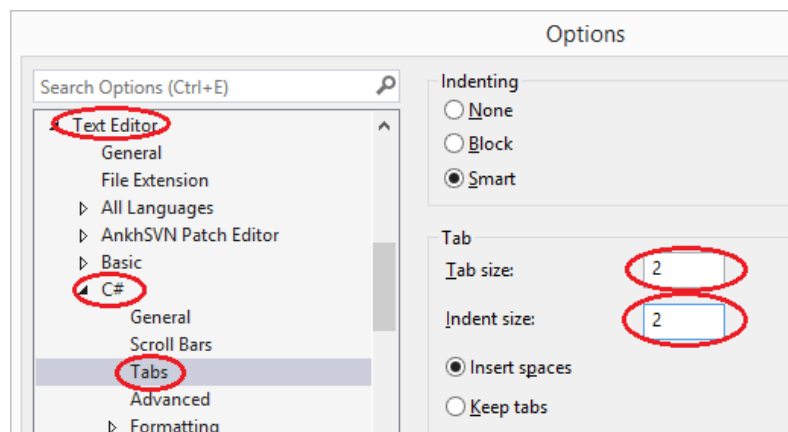 Options
Search Options (Ctrl+E)
Text Editor
General
File Extension
All Languages
AnkhSVN Patch Editor
Basic
C#
General
Scroll Bars
Tabs
Advanced
Formatting
Indenting
None
Block
Smart
Tab
Tab size: 2
Indent size: 2
Insert spaces
Keep tabs